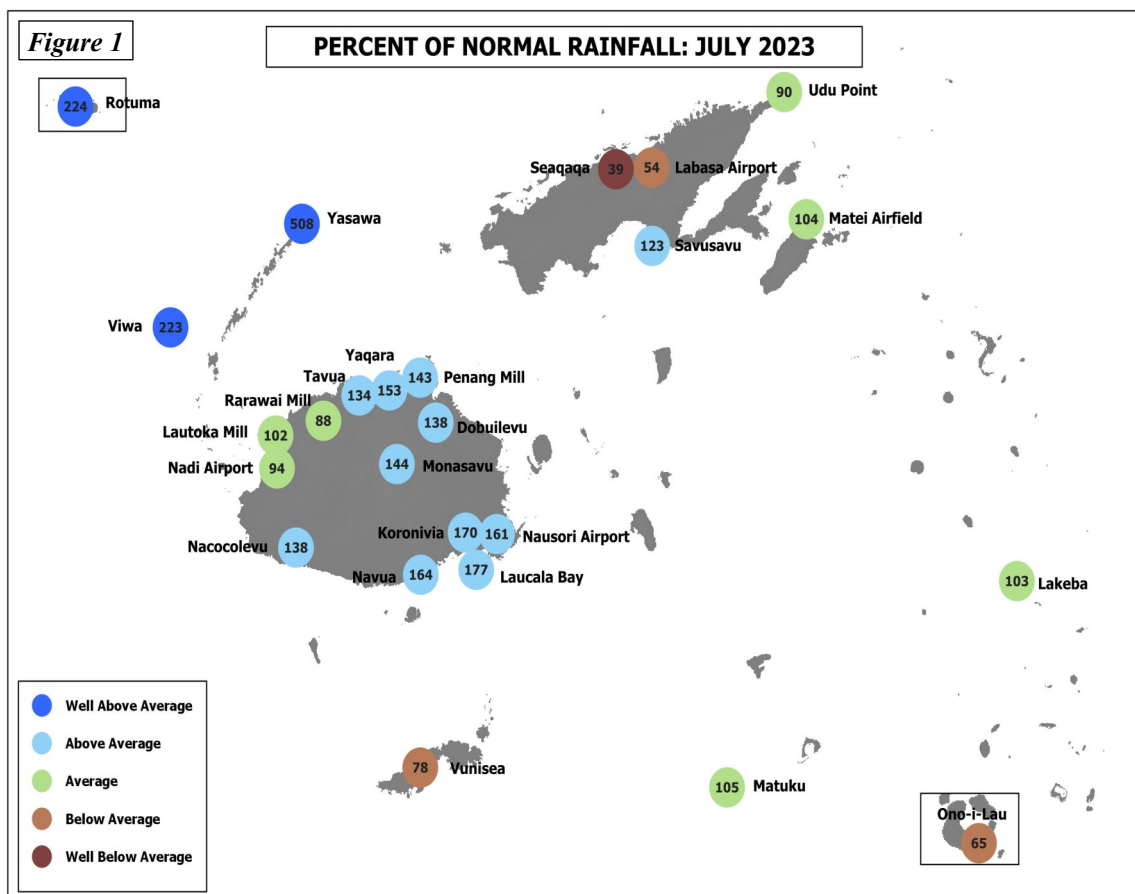 Figure 1
PERCENT OF NORMAL RAINFALL: JULY 2023
224
Rotuma
90
Udu Point
Seaqaqa
39
54
Labasa Airport
508
Yasawa
104
Matei Airfield
123
Savusavu
Viwa
223
Yaqara
Tavua
134
153
143
Penang Mill
Rarawai Mill
88
138
Dobuilevu
Lautoka Mill
102
Nadi Airport
94
144
Monasavu
Koronivia
170
161
Nausori Airport
Nacocolevu
138
Navua
164
177
Laucala Bay
103
Lakeba
Well Above Average
Above Average
Average
Below Average
Well Below Average
78
Vunisea
105
Matuku
Ono-i-Lau
65